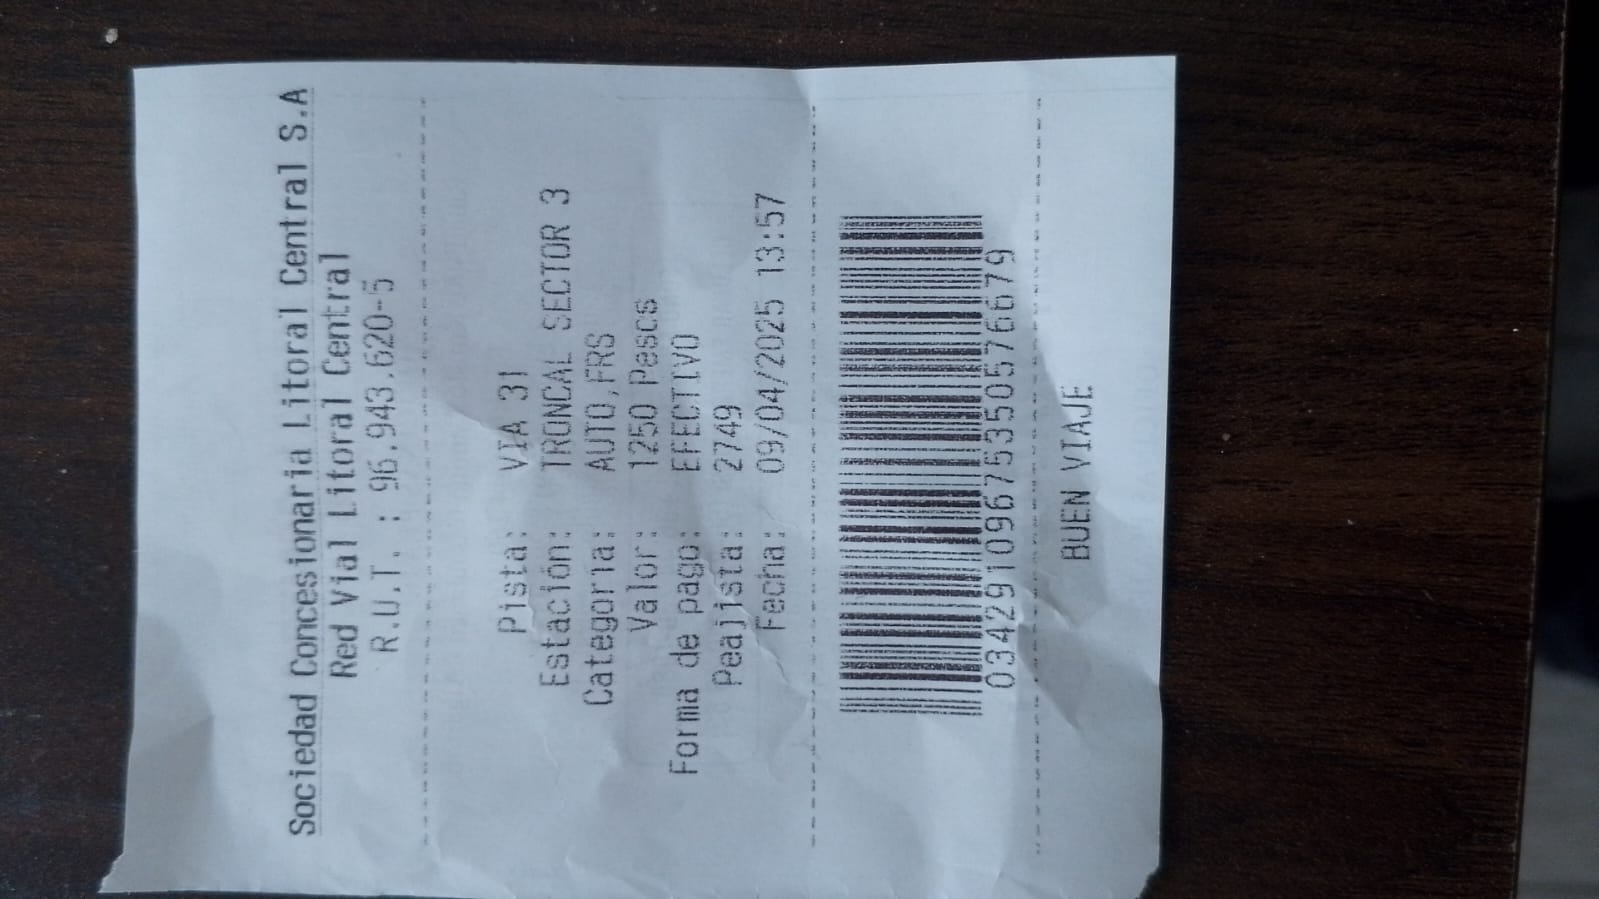 Sociedad Concesionaria Litoral Central S.A
Red Vial Litoral Central
R.U.T. : 96.943.620-5
Pista: VIA 31
Estación: TRONCAL SECTOR 3
Categoría: AUTO,FRS
Valor: 1250 Pesos
Forma de pago: EFECTIVO
Peajista: 2749
Fecha: 09/04/2025 13:57
03429109675350576679
BUEN VIAJE